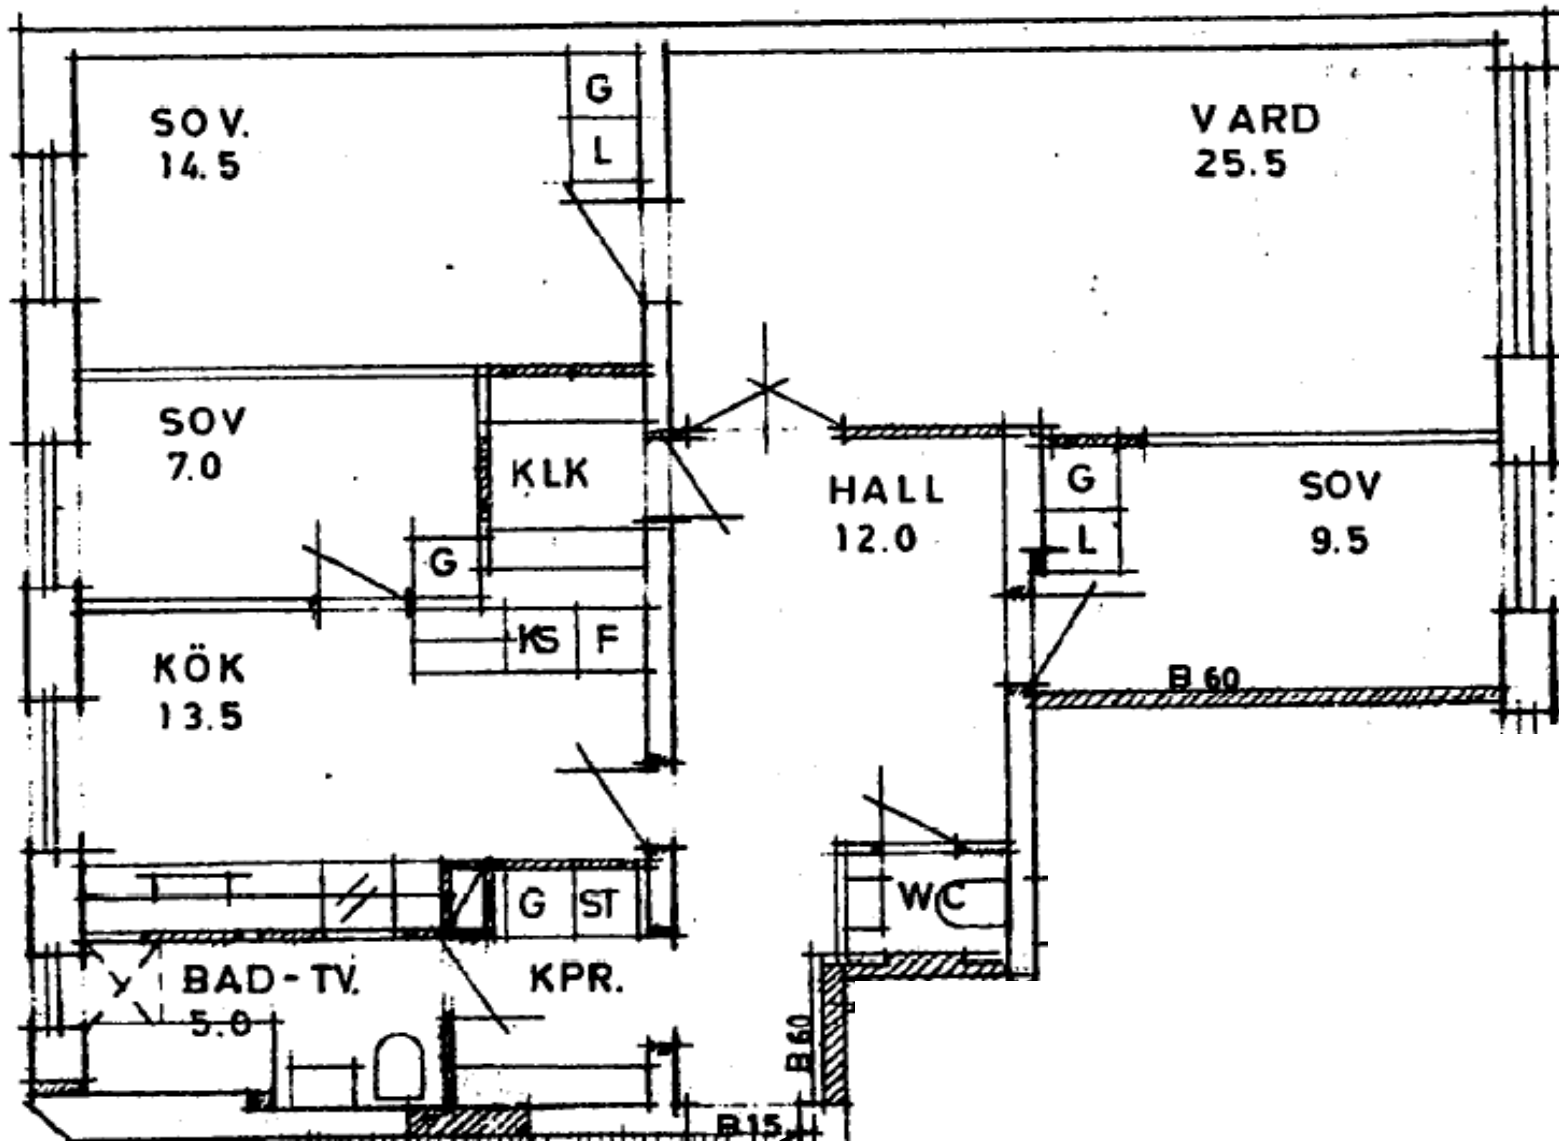 SOV.
14.5
G
L
VARD
25.5
SOV
7.0
KLK
G
HALL
12.0
G
L
SOV
9.5
KÖK
13.5
KS
F
B 60
G
ST
WC
BAD-TV.
5.0
KPR.
B 60
B 15